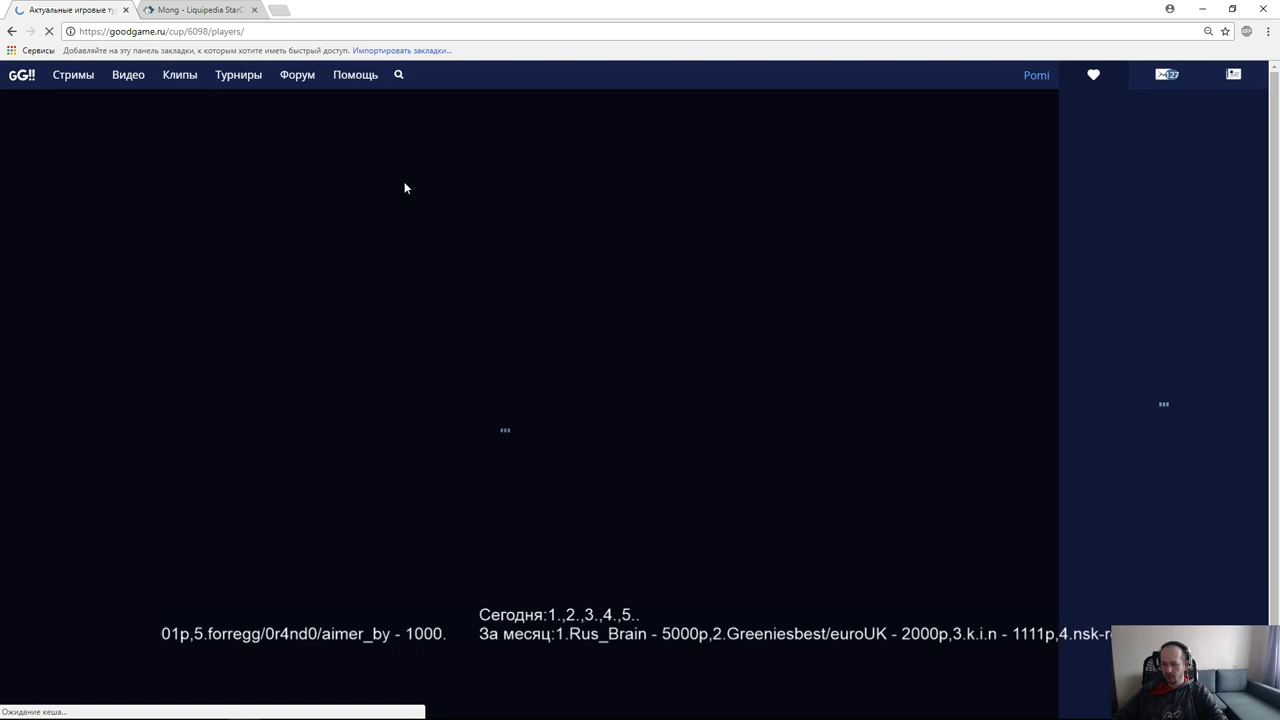 Актуальные игровые ту
Mong - Liquipedia StarC
https://goodgame.ru/cup/6098/players/
Сервисы Добавляйте на эту панель закладки, к которым хотите иметь быстрый доступ. Импортировать закладки...
GG!! Стримы Видео Клипы Турниры Форум Помощь Pomi 127
Сегодня:1.,2.,3.,4.,5..
01р,5.forregg/0r4nd0/aimer_by - 1000. За месяц:1.Rus_Brain - 5000р,2.Greeniesbest/euroUK - 2000р,3.k.i.n - 1111р,4.nsk-r
Ожидание кеша...